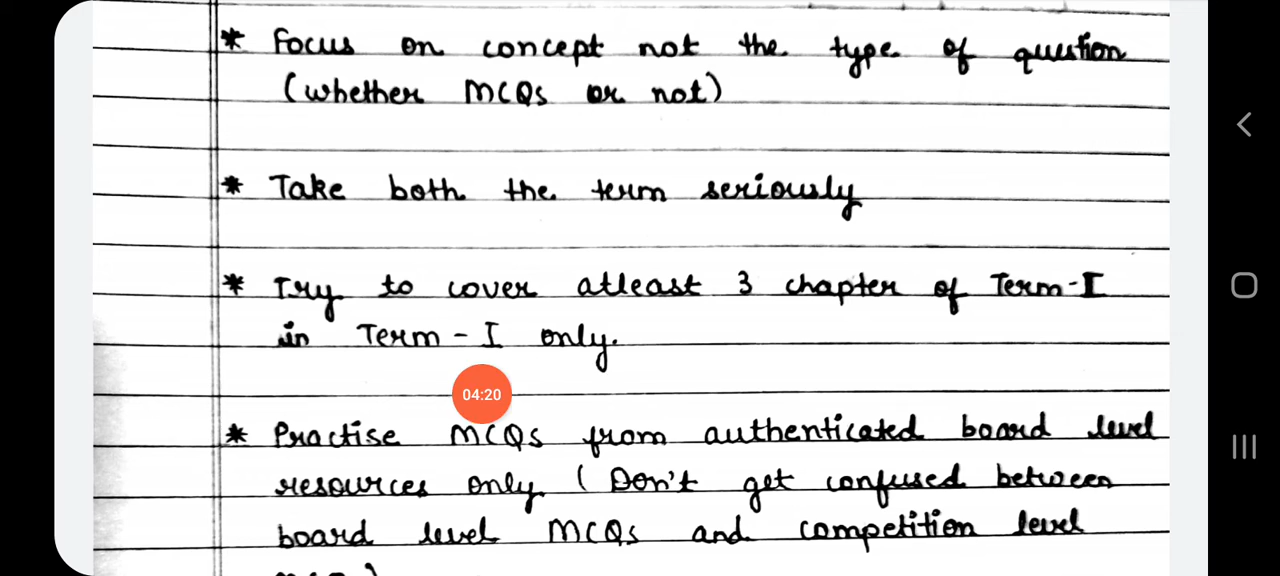 * Focus on concept not the type of question
(whether MCQs or not)
* Take both the term seriously
* Try to cover atleast 3 chapter of Term-I
in Term-I only.
04:20
* Practise MCQs from authenticated board level
resources only (Don't get confused between
board level MCQs and competition level